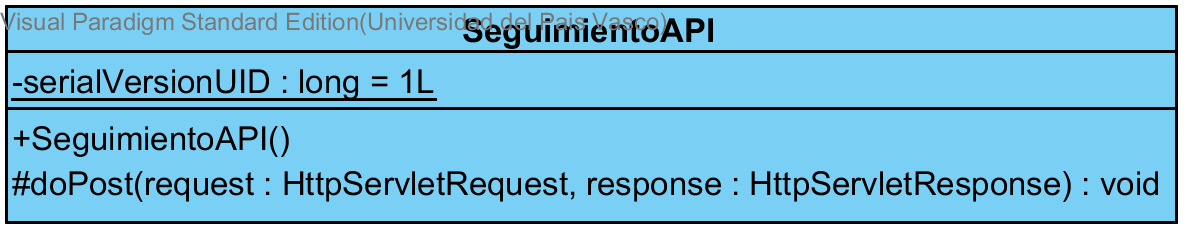 Visual Paradigm Standard Edition(Universidad del Pais Vasco)
SeguimientoAPI
-serialVersionUID : long = 1L
+SeguimientoAPI()
#doPost(request : HttpServletRequest, response : HttpServletResponse) : void